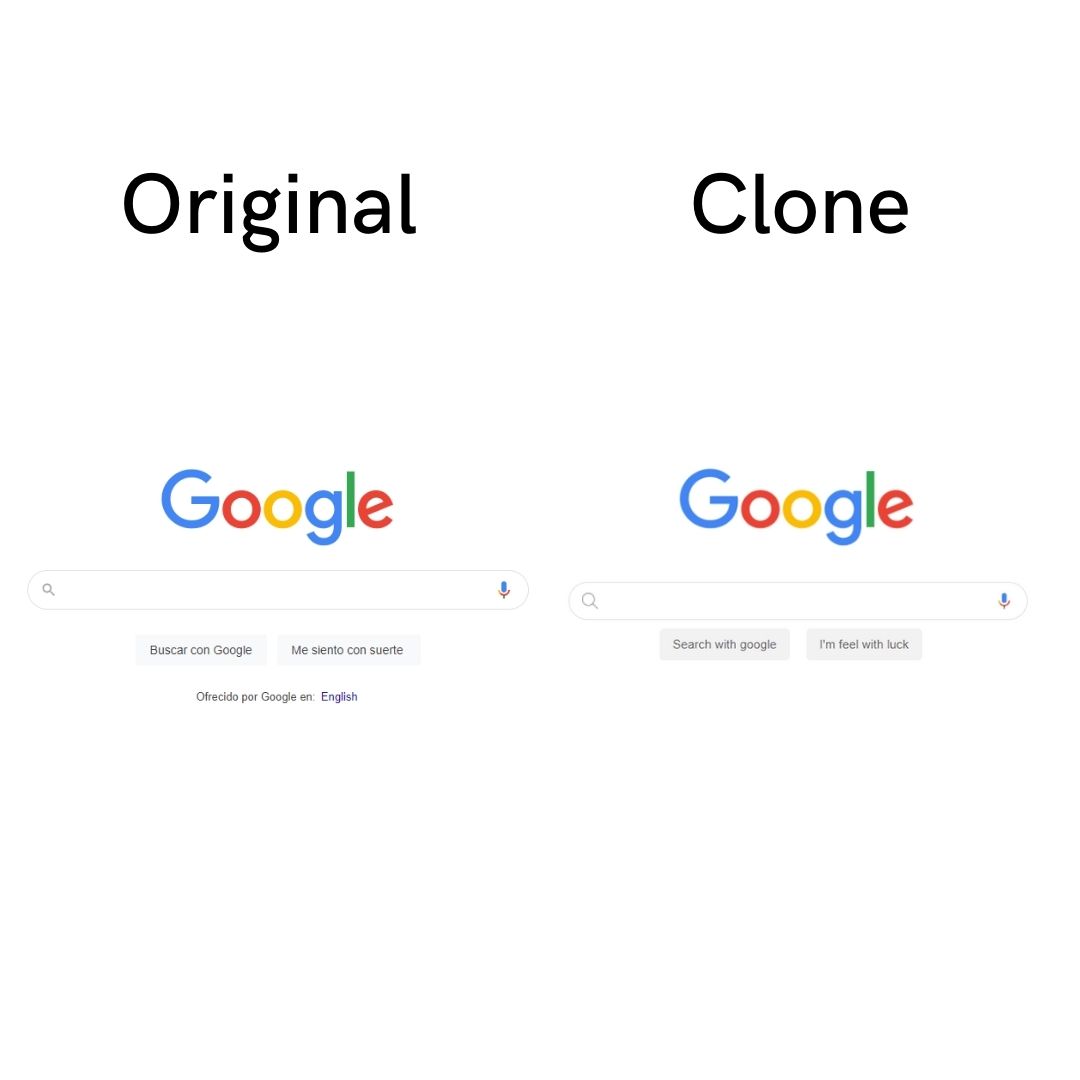 Original
Clone
Google
Google
Buscar con Google
Me siento con suerte
Search with google
I'm feel with luck
Ofrecido por Google en: English